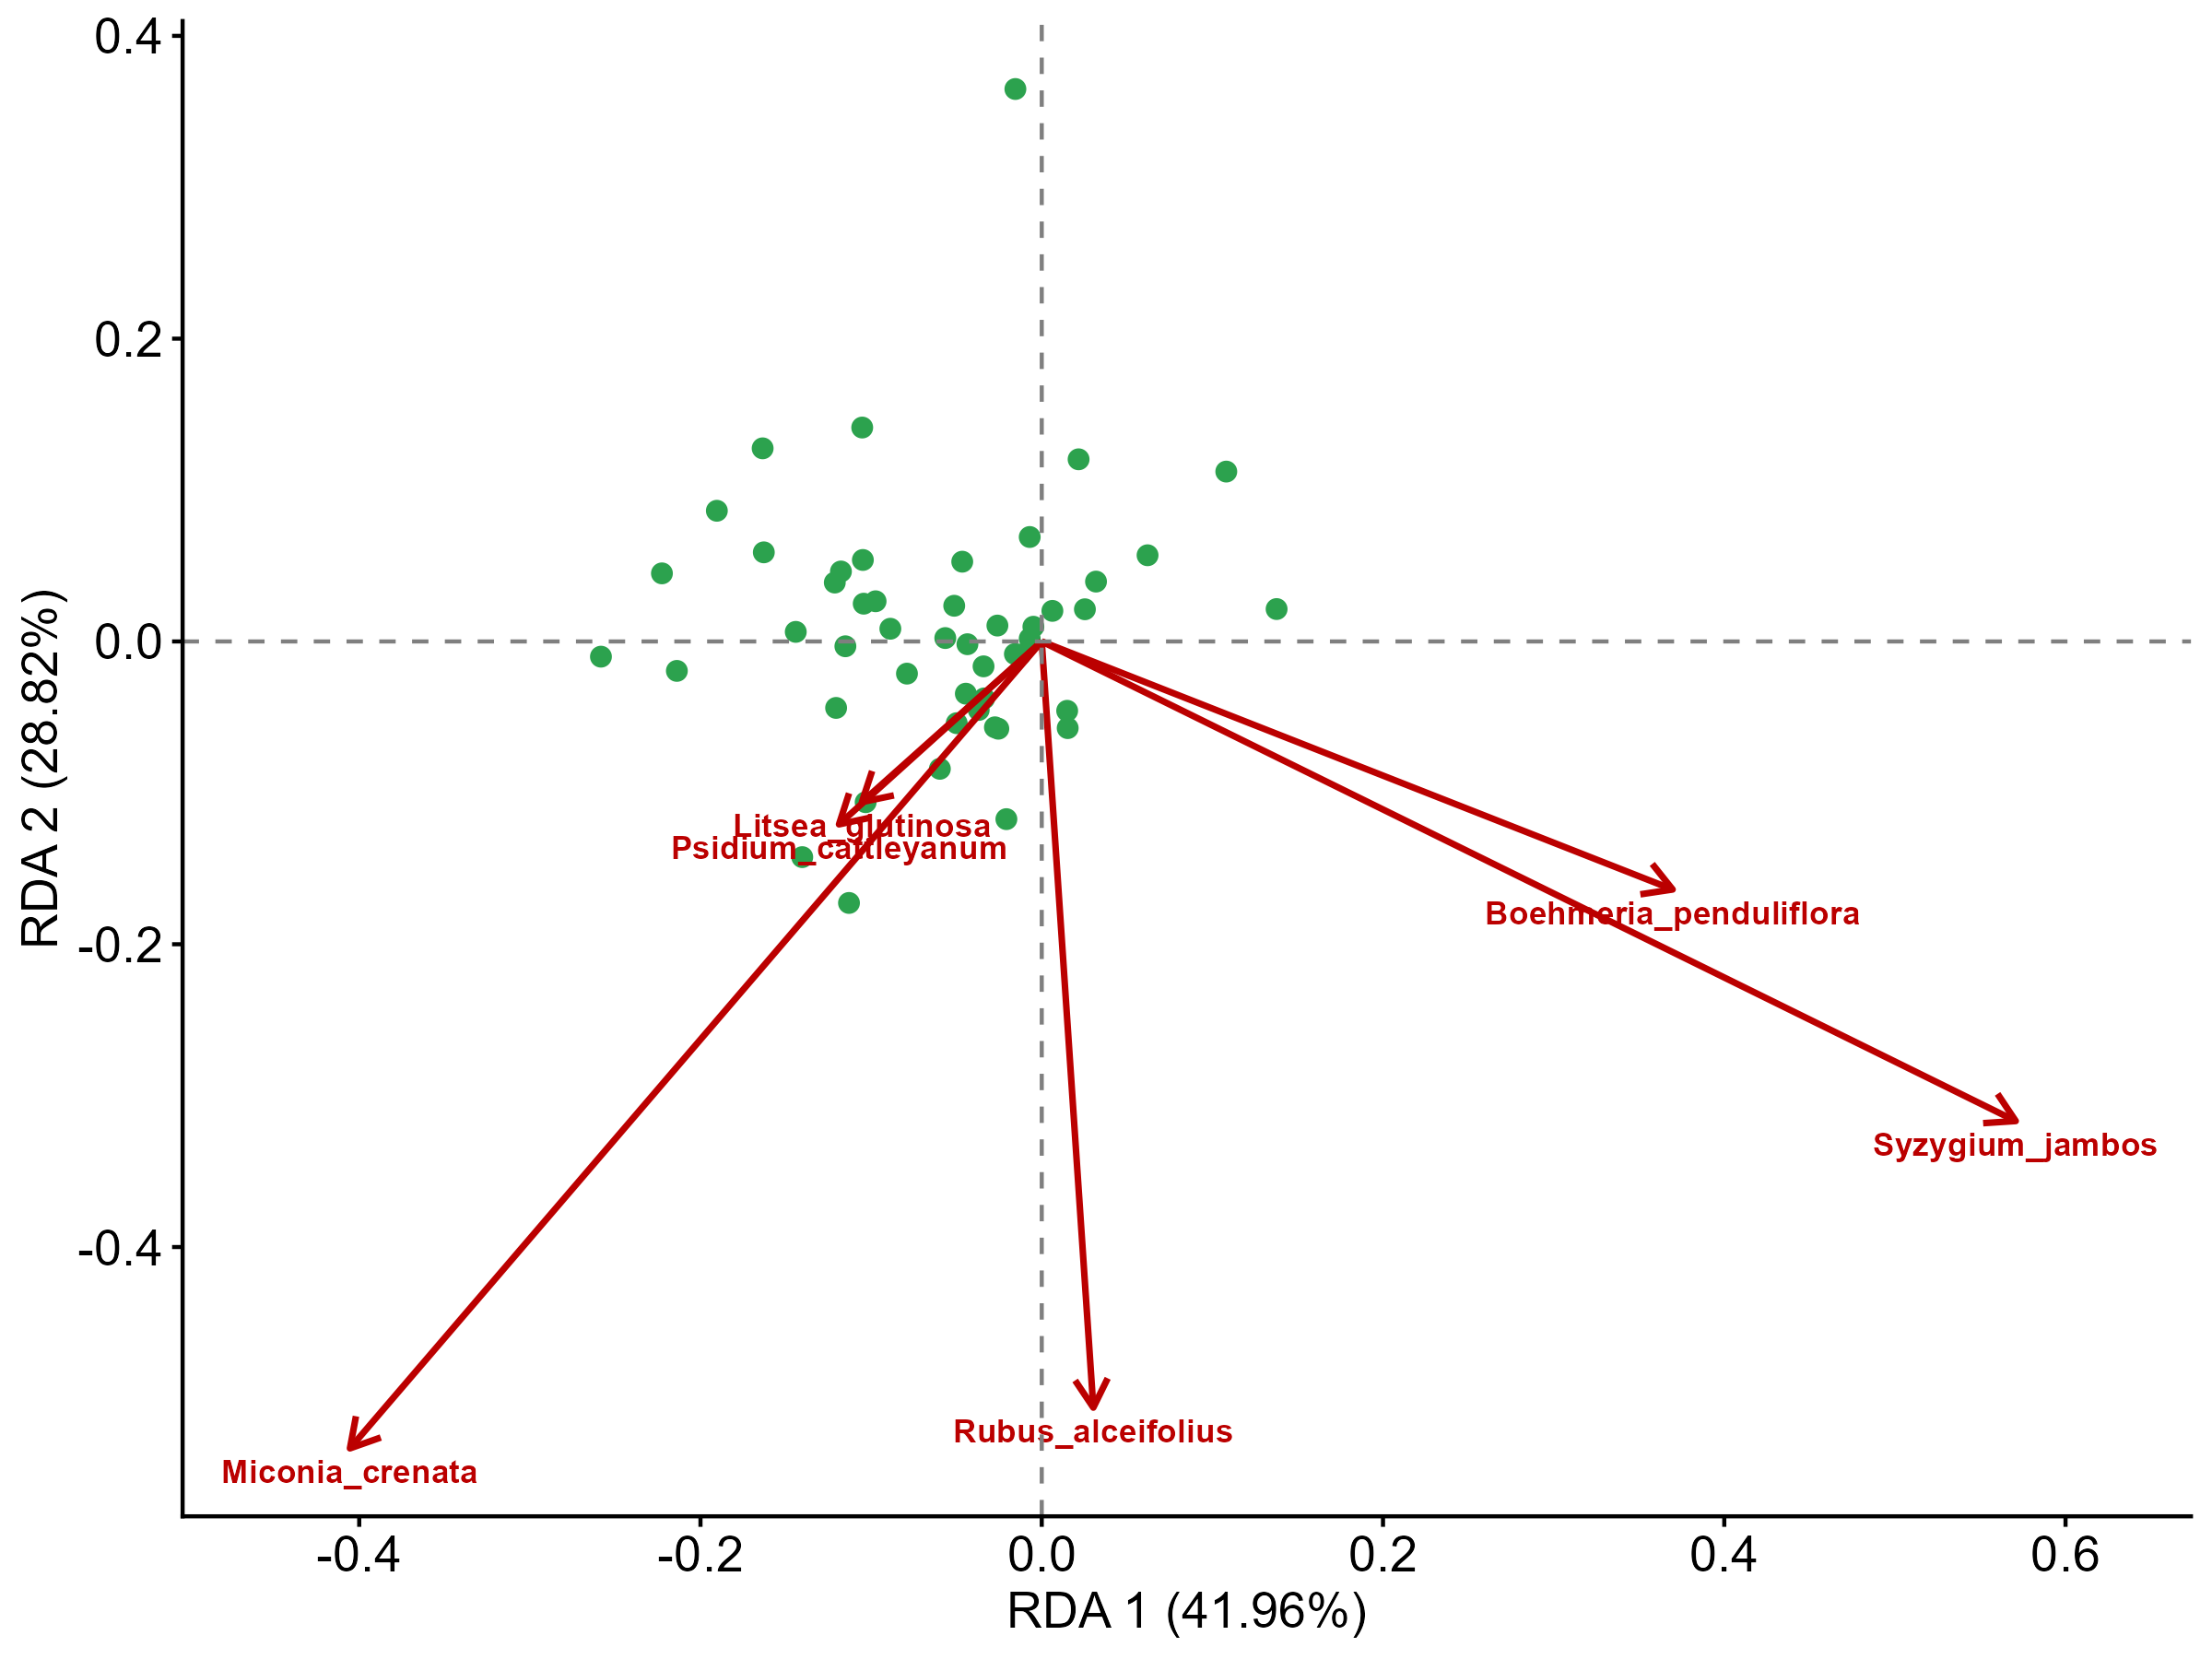 0.4
0.2
0.0
-0.2
-0.4
RDA 2 (28.82%)
Litsea_glutinosa
Psidium_cattleyanum
Boehmeria_penduliflora
Syzygium_jambos
Rubus_alceifolius
Miconia_crenata
-0.4 -0.2 0.0 0.2 0.4 0.6
RDA 1 (41.96%)